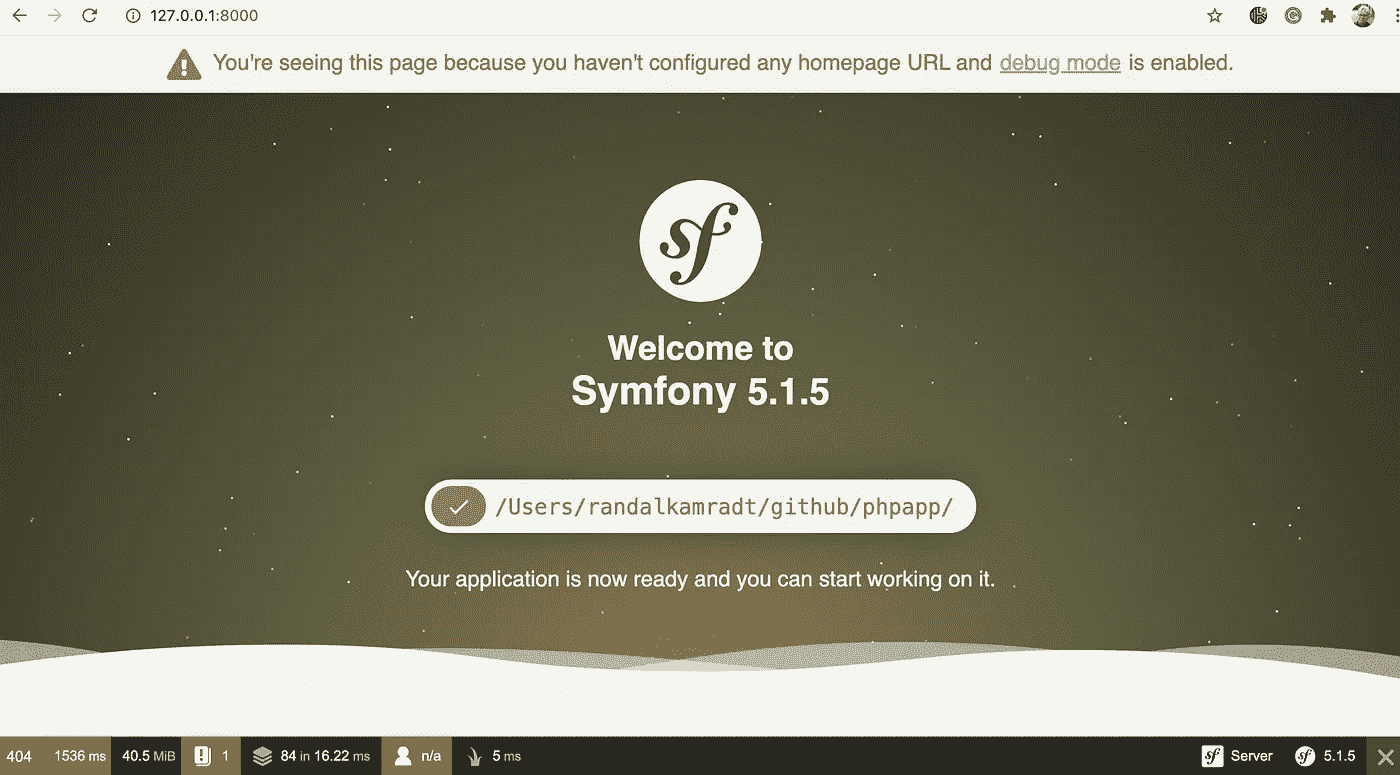 127.0.0.1:8000
You're seeing this page because you haven't configured any homepage URL and debug mode is enabled.
sf
Welcome to
Symfony 5.1.5
/Users/randalkamradt/github/phpapp/
Your application is now ready and you can start working on it.
404 1536 ms 40.5 MiB 1 84 in 16.22 ms n/a 5 ms sf Server sf 5.1.5